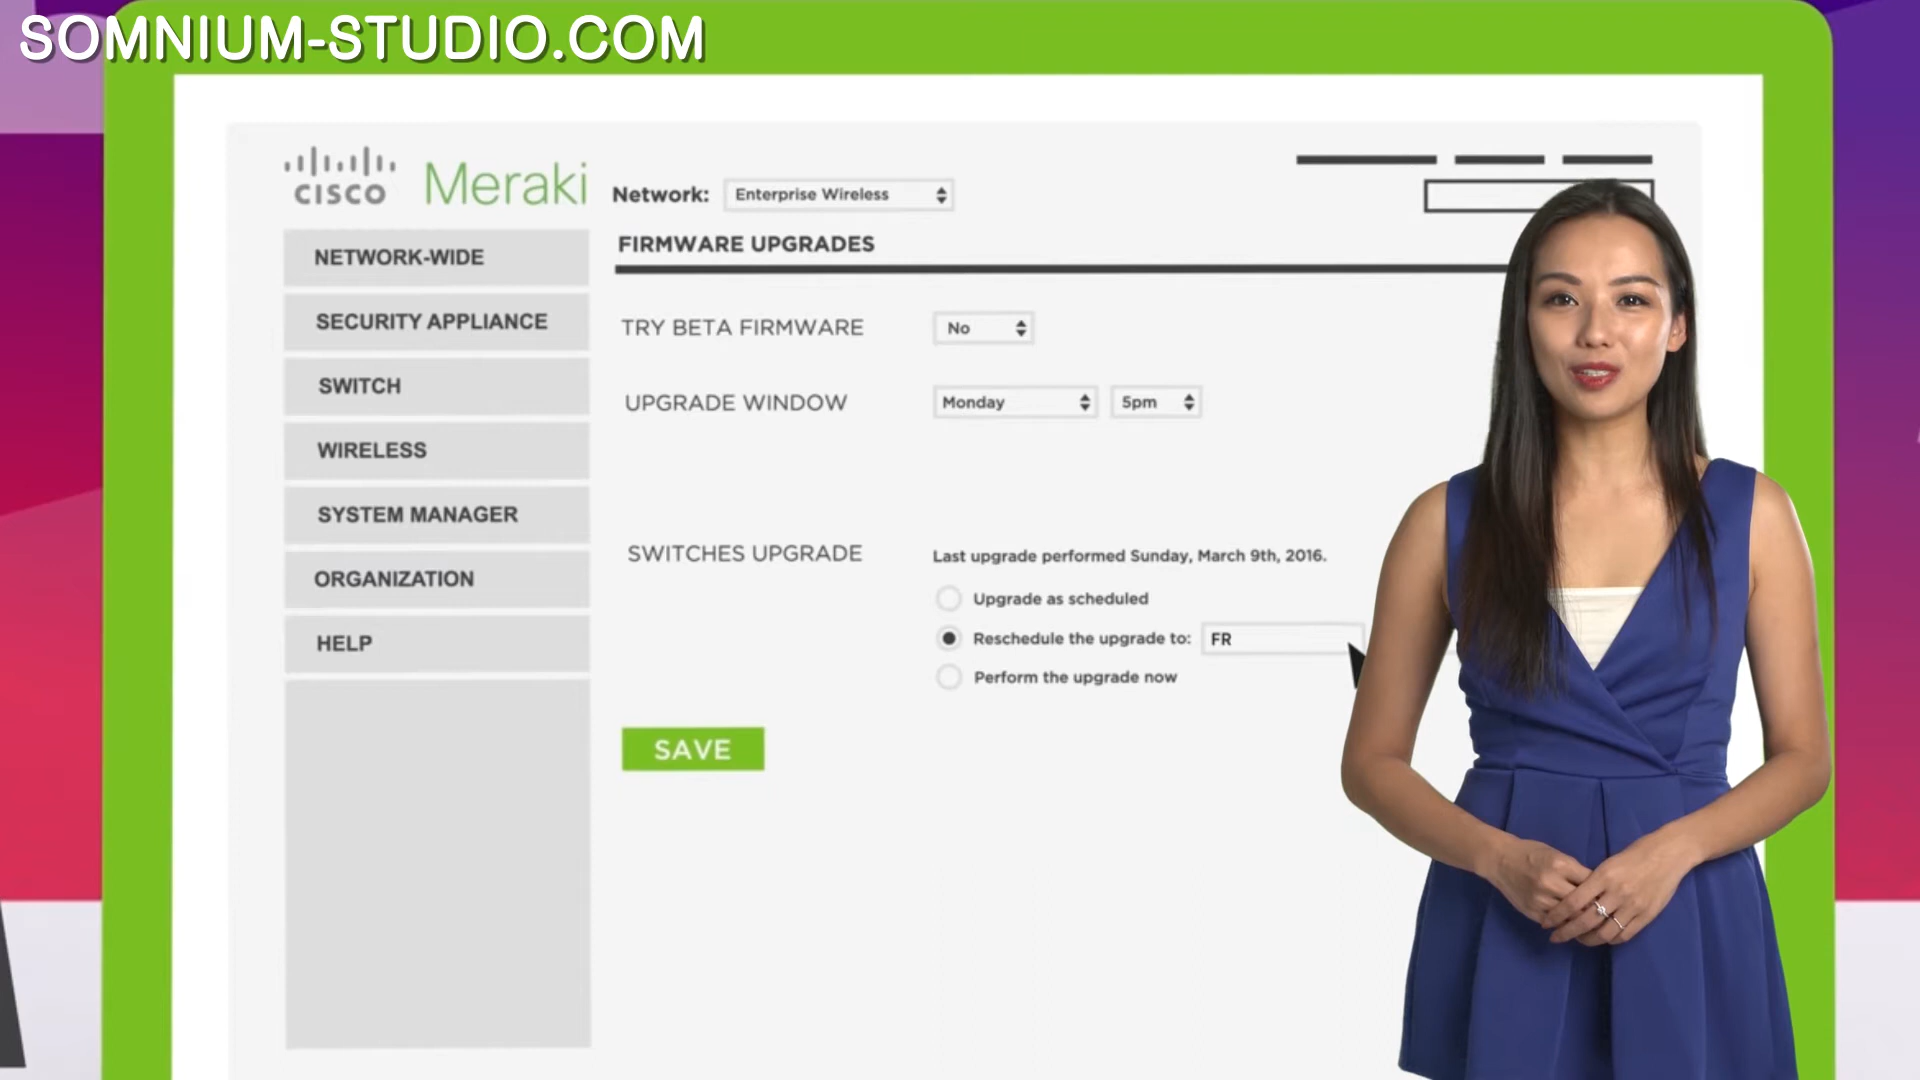 SOMNIUM-STUDIO.COM
CISCO Meraki
Network: Enterprise Wireless
FIRMWARE UPGRADES
NETWORK-WIDE
SECURITY APPLIANCE
SWITCH
WIRELESS
SYSTEM MANAGER
ORGANIZATION
HELP
TRY BETA FIRMWARE No
UPGRADE WINDOW Monday 5pm
SWITCHES UPGRADE Last upgrade performed Sunday, March 9th, 2016.
Upgrade as scheduled
Reschedule the upgrade to: FR
Perform the upgrade now
SAVE